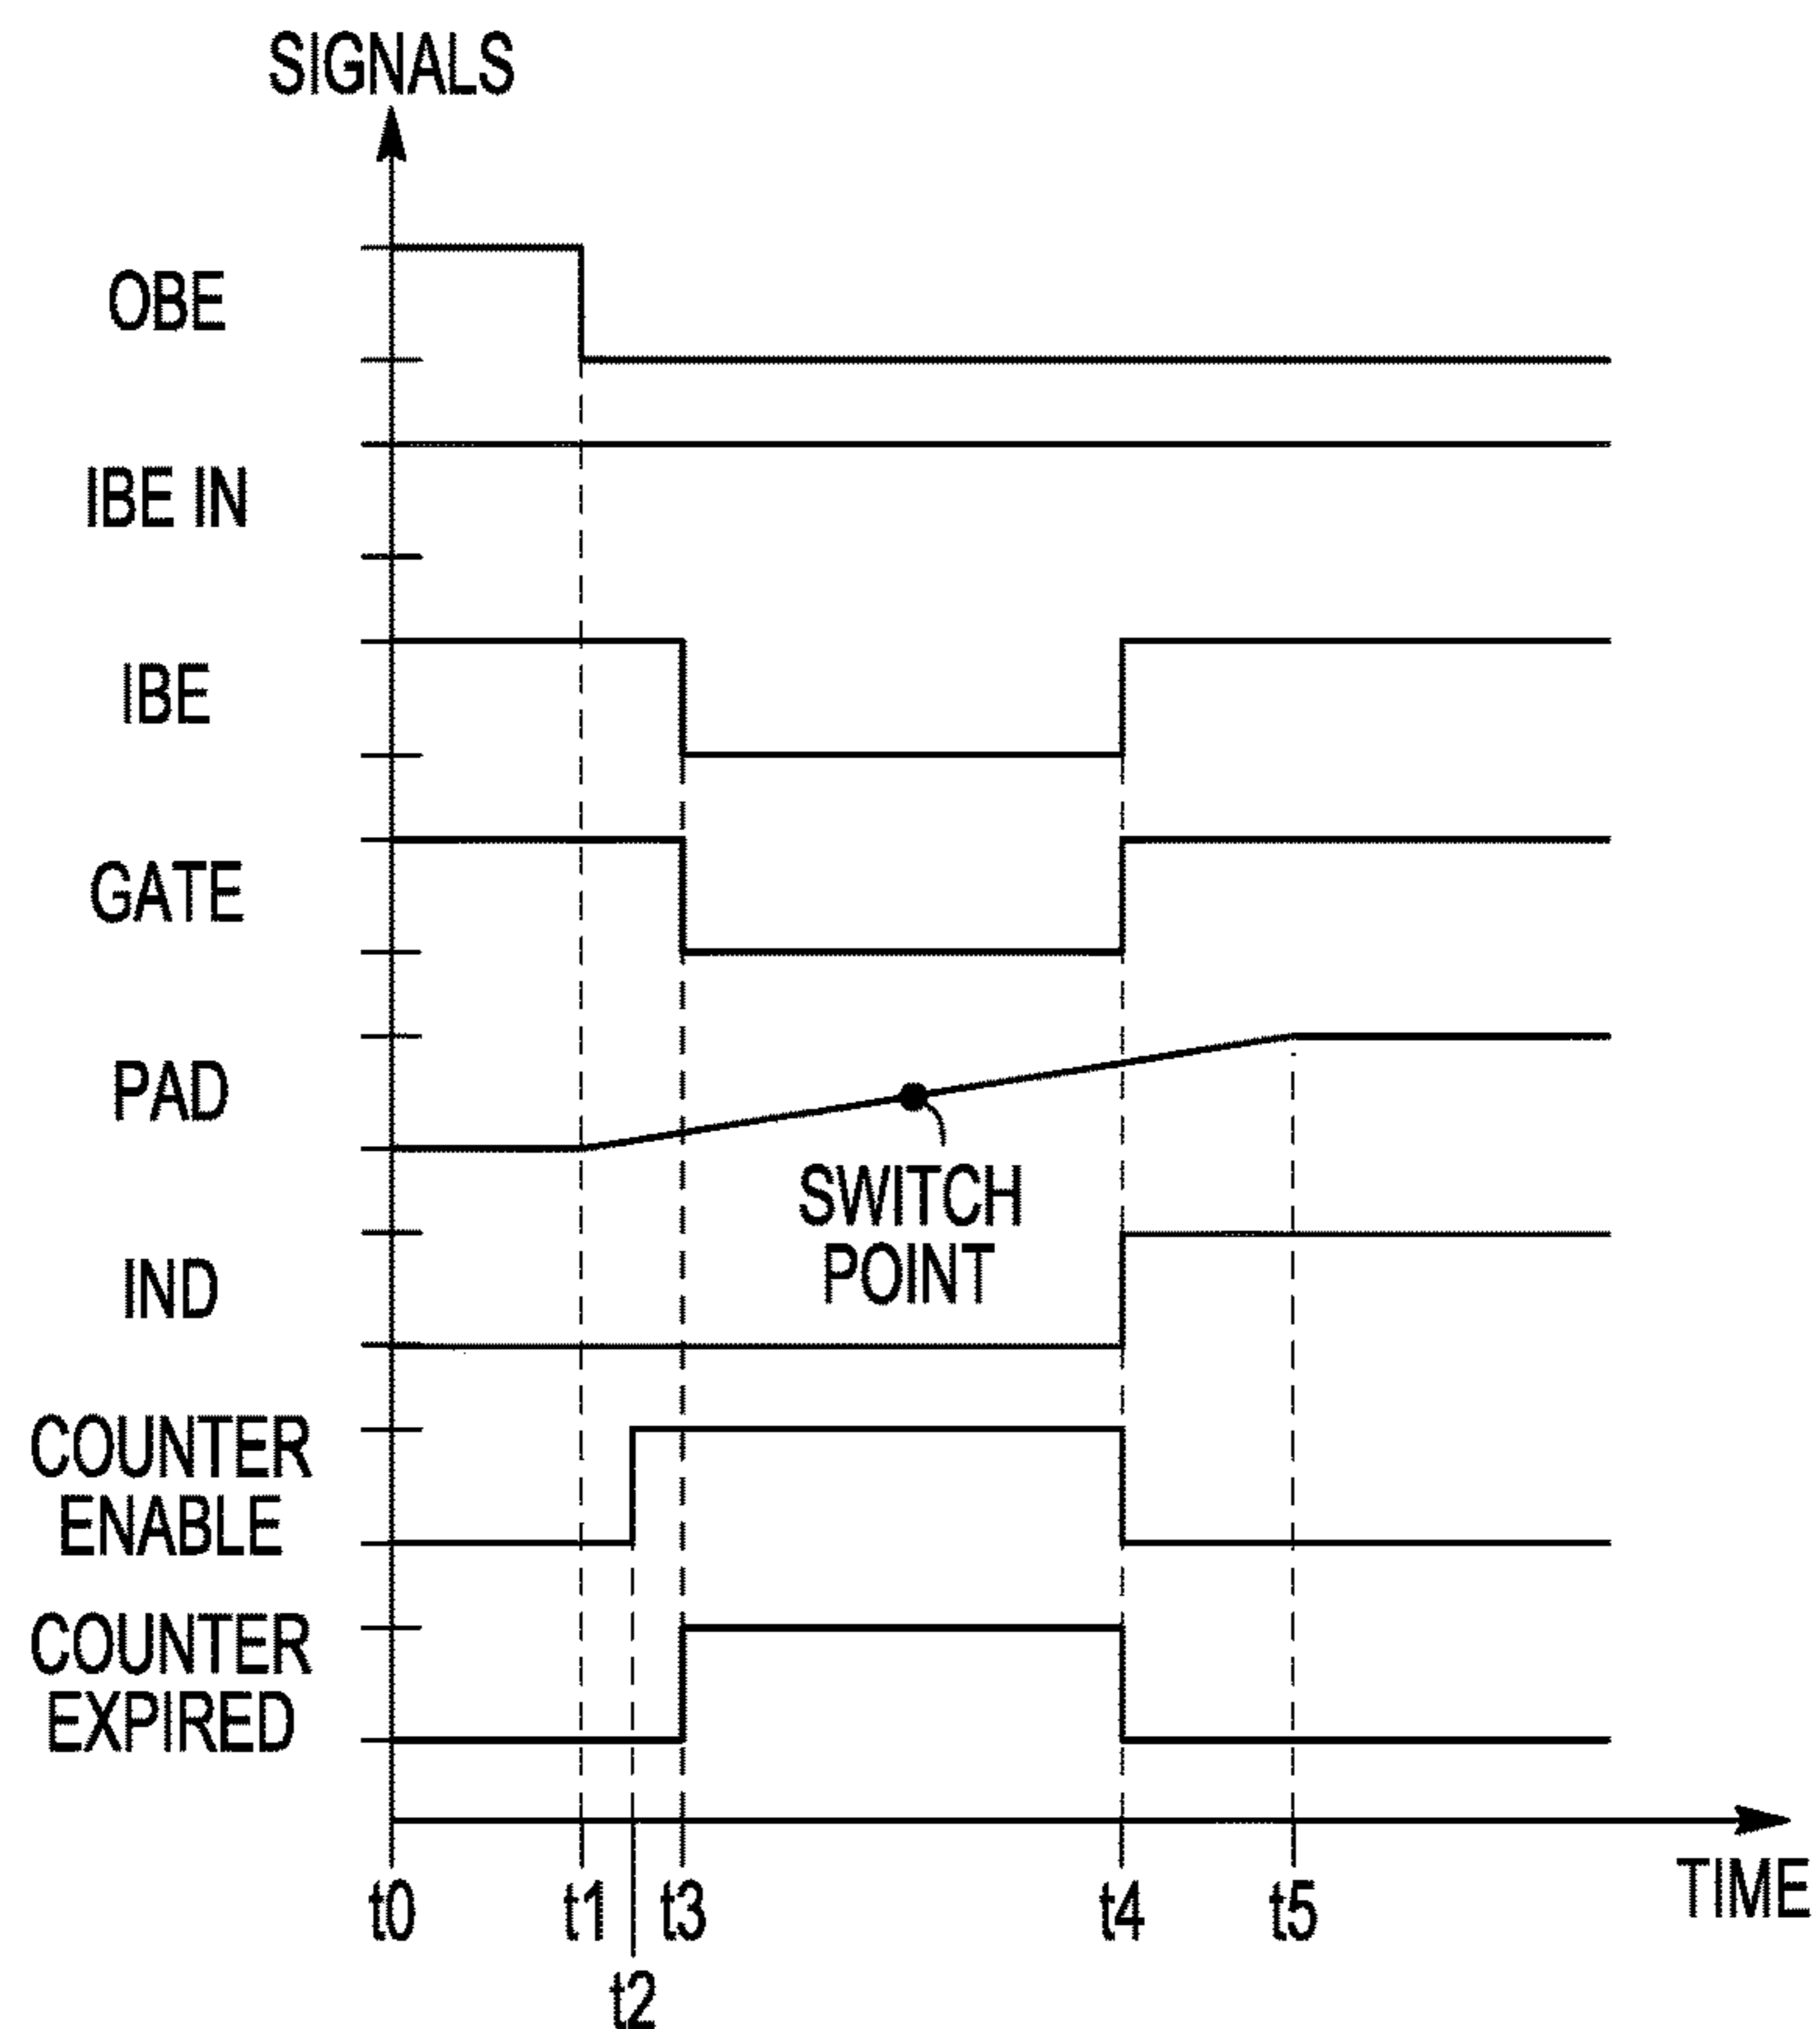 SIGNALS
OBE
IBE IN
IBE
GATE
PAD
SWITCH
POINT
IND
COUNTER
ENABLE
COUNTER
EXPIRED
t0 t1 t3 t4 t5 TIME
t2